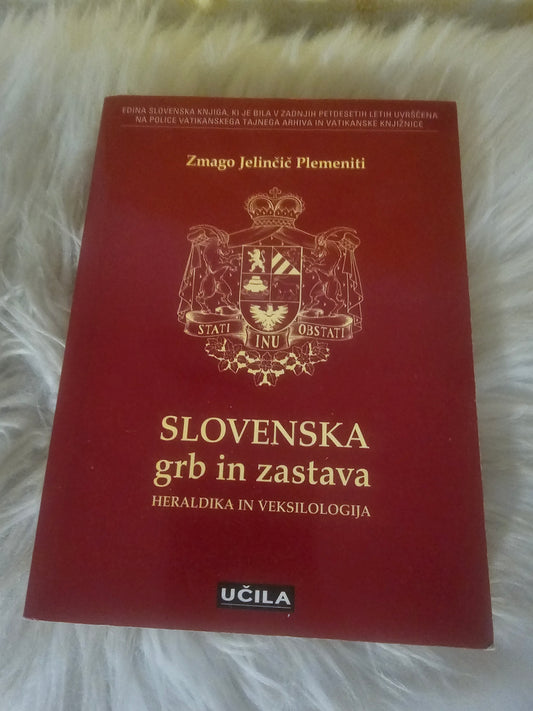 EDINA SLOVENSKA KNJIGA, KI JE BILA V ZADNJIH PETDESETIH LETIH UVRŠČENA
NA POLICE VATIKANSKEGA TAJNEGA ARHIVA IN VATIKANSKE KNJIŽNICE
Zmago Jelinčič Plemeniti
STATI INU OBSTATI
SLOVENSKA
grb in zastava
HERALDIKA IN VEKSILOLOGIJA
UČILA